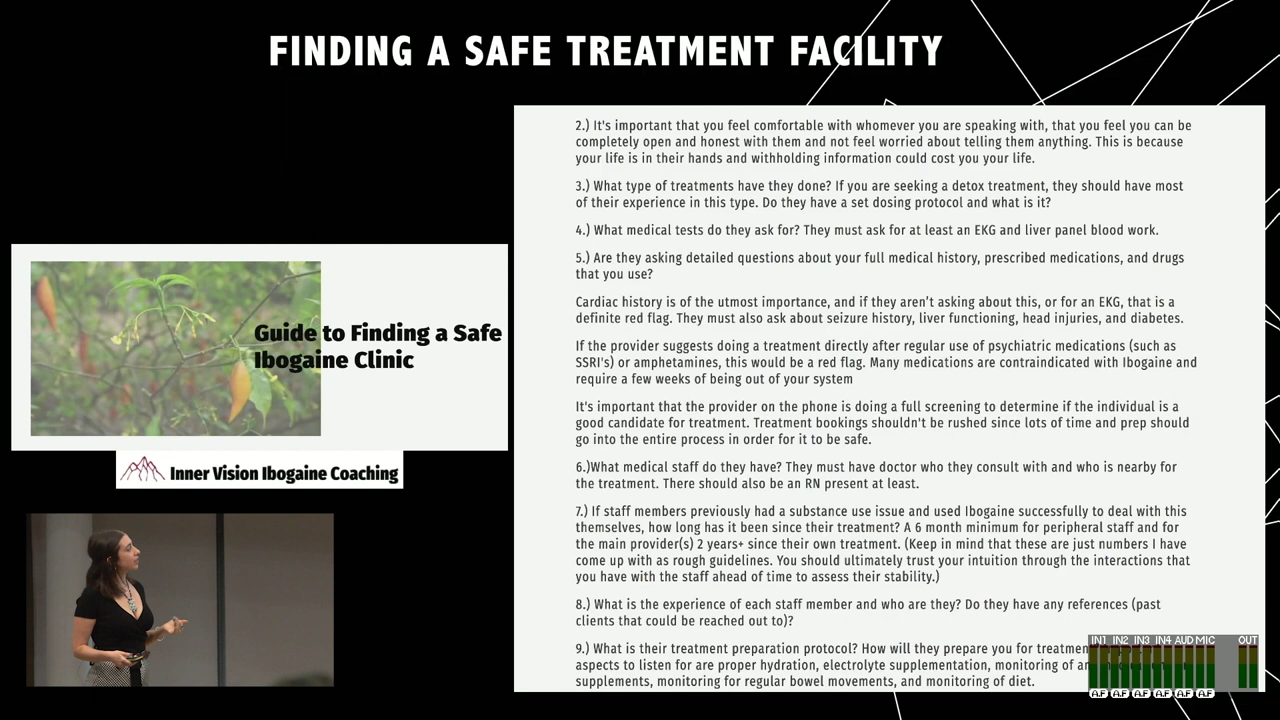 FINDING A SAFE TREATMENT FACILITY
Guide to Finding a Safe
Ibogaine Clinic
Inner Vision Ibogaine Coaching
2.) It's important that you feel comfortable with whomever you are speaking with, that you feel you can be
completely open and honest with them and not feel worried about telling them anything. This is because
your life is in their hands and withholding information could cost you your life.
3.) What type of treatments have they done? If you are seeking a detox treatment, they should have most
of their experience in this type. Do they have a set dosing protocol and what is it?
4.) What medical tests do they ask for? They must ask for at least an EKG and liver panel blood work.
5.) Are they asking detailed questions about your full medical history, prescribed medications, and drugs
that you use?
Cardiac history is of the utmost importance, and if they aren't asking about this, or for an EKG, that is a
definite red flag. They must also ask about seizure history, liver functioning, head injuries, and diabetes.
If the provider suggests doing a treatment directly after regular use of psychiatric medications (such as
SSRI's) or amphetamines, this would be a red flag. Many medications are contraindicated with Ibogaine and
require a few weeks of being out of your system
It's important that the provider on the phone is doing a full screening to determine if the individual is a
good candidate for treatment. Treatment bookings shouldn't be rushed since lots of time and prep should
go into the entire process in order for it to be safe.
6.)What medical staff do they have? They must have doctor who they consult with and who is nearby for
the treatment. There should also be an RN present at least.
7.) If staff members previously had a substance use issue and used Ibogaine successfully to deal with this
themselves, how long has it been since their treatment? A 6 month minimum for peripheral staff and for
the main provider(s) 2 years+ since their own treatment. (Keep in mind that these are just numbers I have
come up with as rough guidelines. You should ultimately trust your intuition through the interactions that
you have with the staff ahead of time to assess their stability.)
8.) What is the experience of each staff member and who are they? Do they have any references (past
clients that could be reached out to)?
9.) What is their treatment preparation protocol? How will they prepare you for
aspects to listen for are proper hydration, electrolyte supplementation, monitoring of
supplements, monitoring for regular bowel movements, and monitoring of diet.
IN1 IN2 IN3 IN4 AUD MIC OUT
AF AF AF AF AF AF